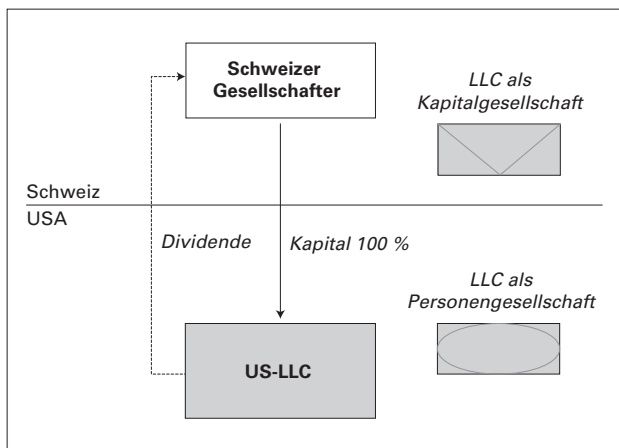 Schweizer
Gesellschafter
LLC als
Kapitalgesellschaft
Schweiz
USA
Dividende
Kapital 100 %
LLC als
Personengesellschaft
US-LLC